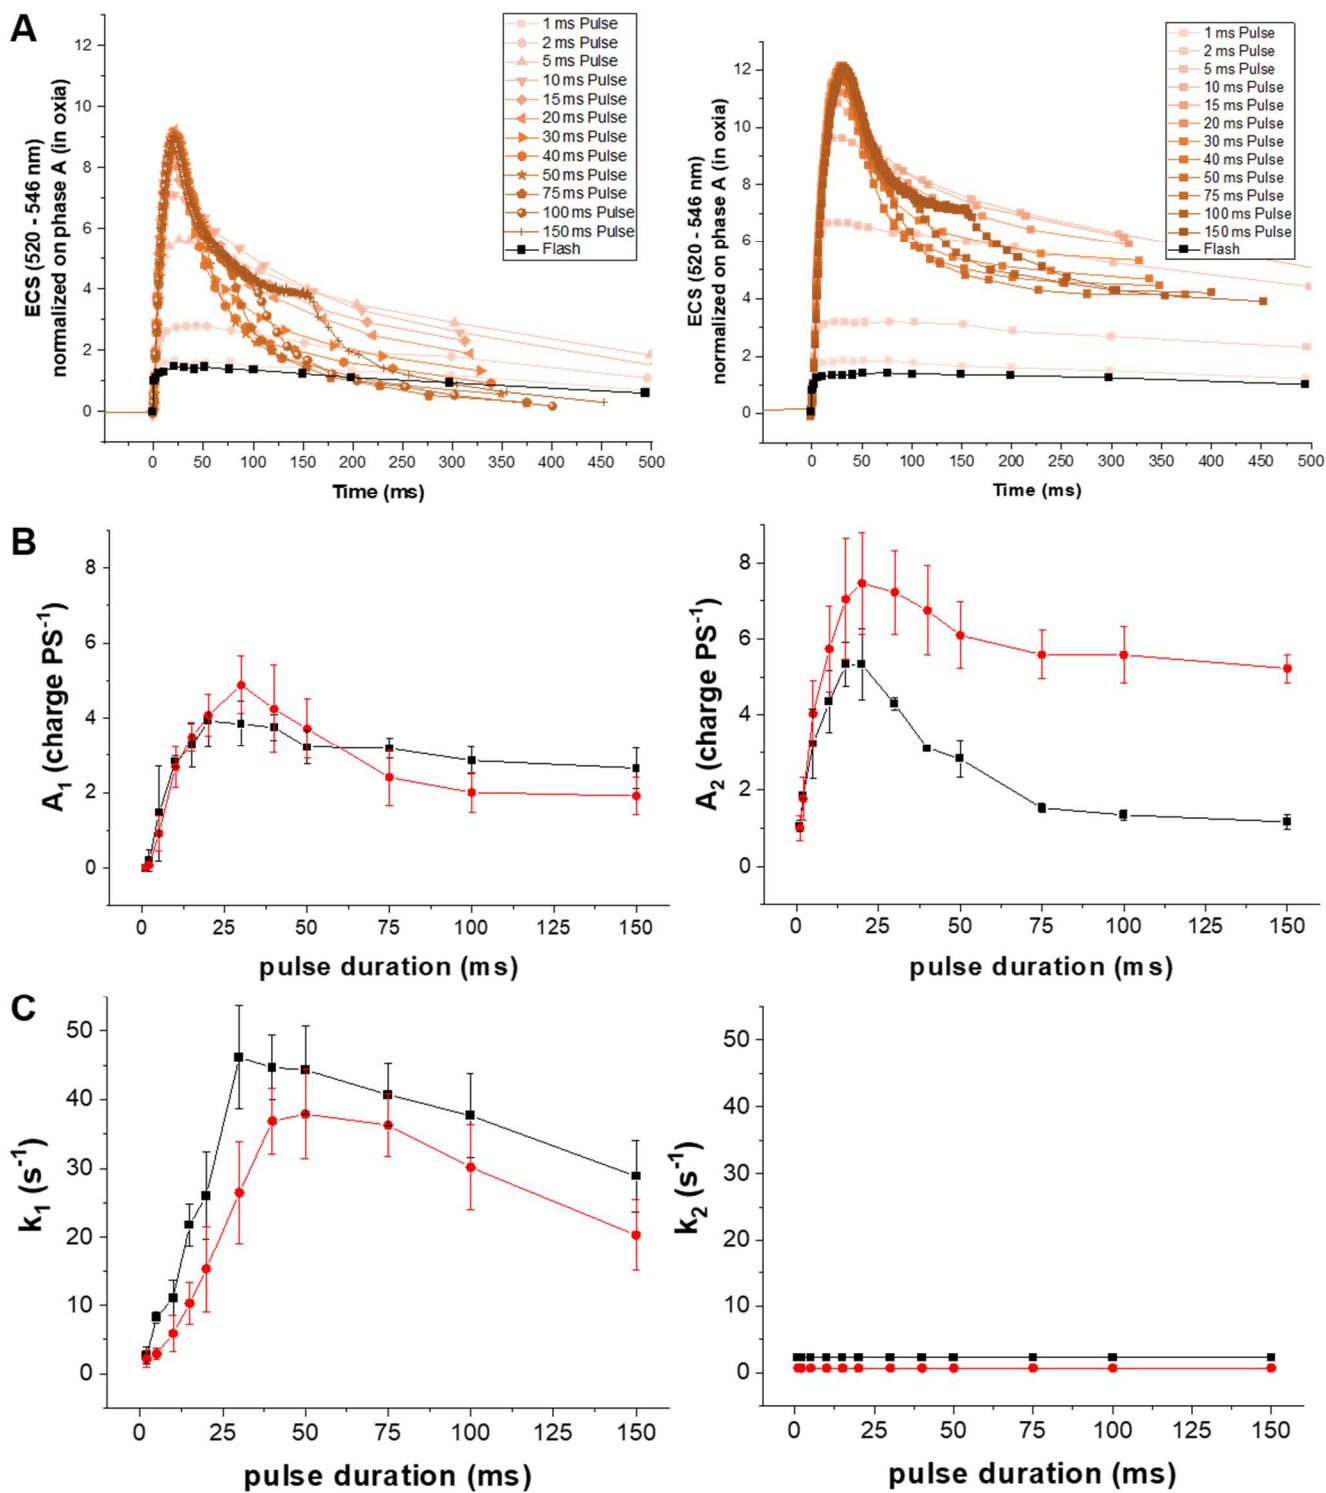 A
ECS (520 - 546 nm)
normalized on phase A (in oxia)
12
10
8
6
4
2
0
0 50 100 150 200 250 300 350 400 450 500
Time (ms)
1 ms Pulse
2 ms Pulse
5 ms Pulse
10 ms Pulse
15 ms Pulse
20 ms Pulse
30 ms Pulse
40 ms Pulse
50 ms Pulse
75 ms Pulse
100 ms Pulse
150 ms Pulse
Flash
ECS (520 - 546 nm)
normalized on phase A (in oxia)
12
10
8
6
4
2
0
0 50 100 150 200 250 300 350 400 450 500
Time (ms)
1 ms Pulse
2 ms Pulse
5 ms Pulse
10 ms Pulse
15 ms Pulse
20 ms Pulse
30 ms Pulse
40 ms Pulse
50 ms Pulse
75 ms Pulse
100 ms Pulse
150 ms Pulse
Flash
B
A₁ (charge PS⁻¹)
8
6
4
2
0
0 25 50 75 100 125 150
pulse duration (ms)
A₂ (charge PS⁻¹)
8
6
4
2
0
0 25 50 75 100 125 150
pulse duration (ms)
C
k₁ (s⁻¹)
50
40
30
20
10
0
0 25 50 75 100 125 150
pulse duration (ms)
k₂ (s⁻¹)
50
40
30
20
10
0
0 25 50 75 100 125 150
pulse duration (ms)